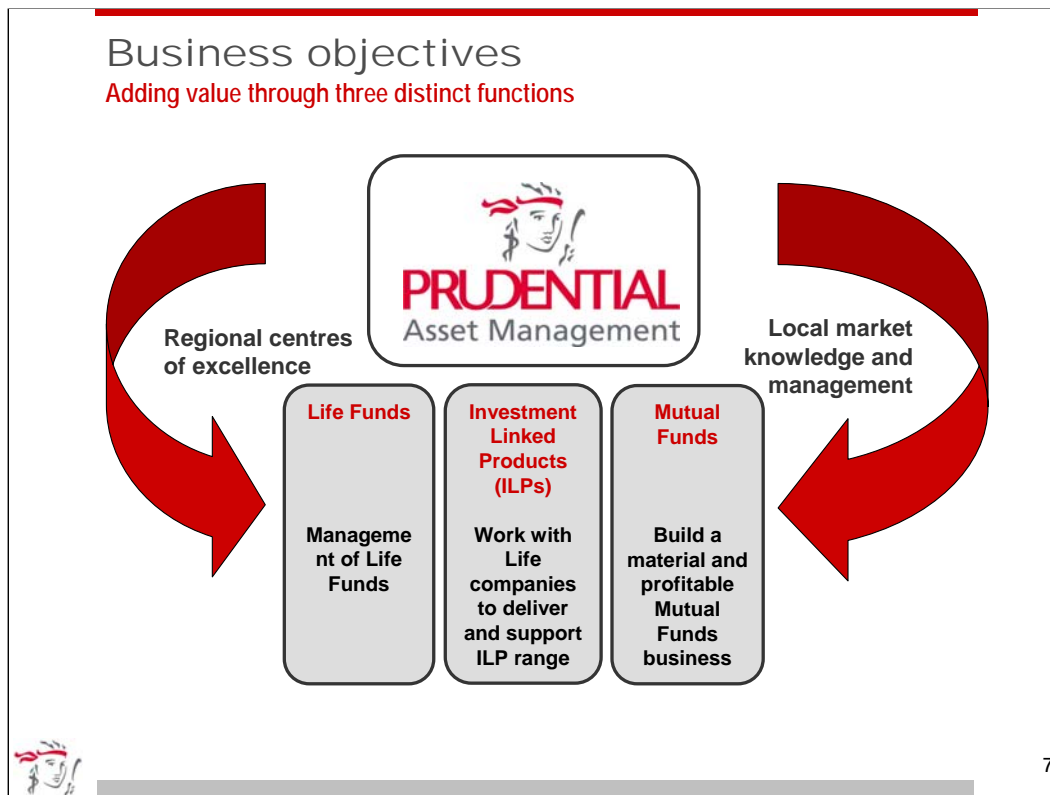 Business objectives
Adding value through three distinct functions
PRUDENTIAL
Asset Management
Regional centres
of excellence
Local market
knowledge and
management
Life Funds
Manageme
nt of Life
Funds
Investment
Linked
Products
(ILPs)
Work with
Life
companies
to deliver
and support
ILP range
Mutual
Funds
Build a
material and
profitable
Mutual
Funds
business
7